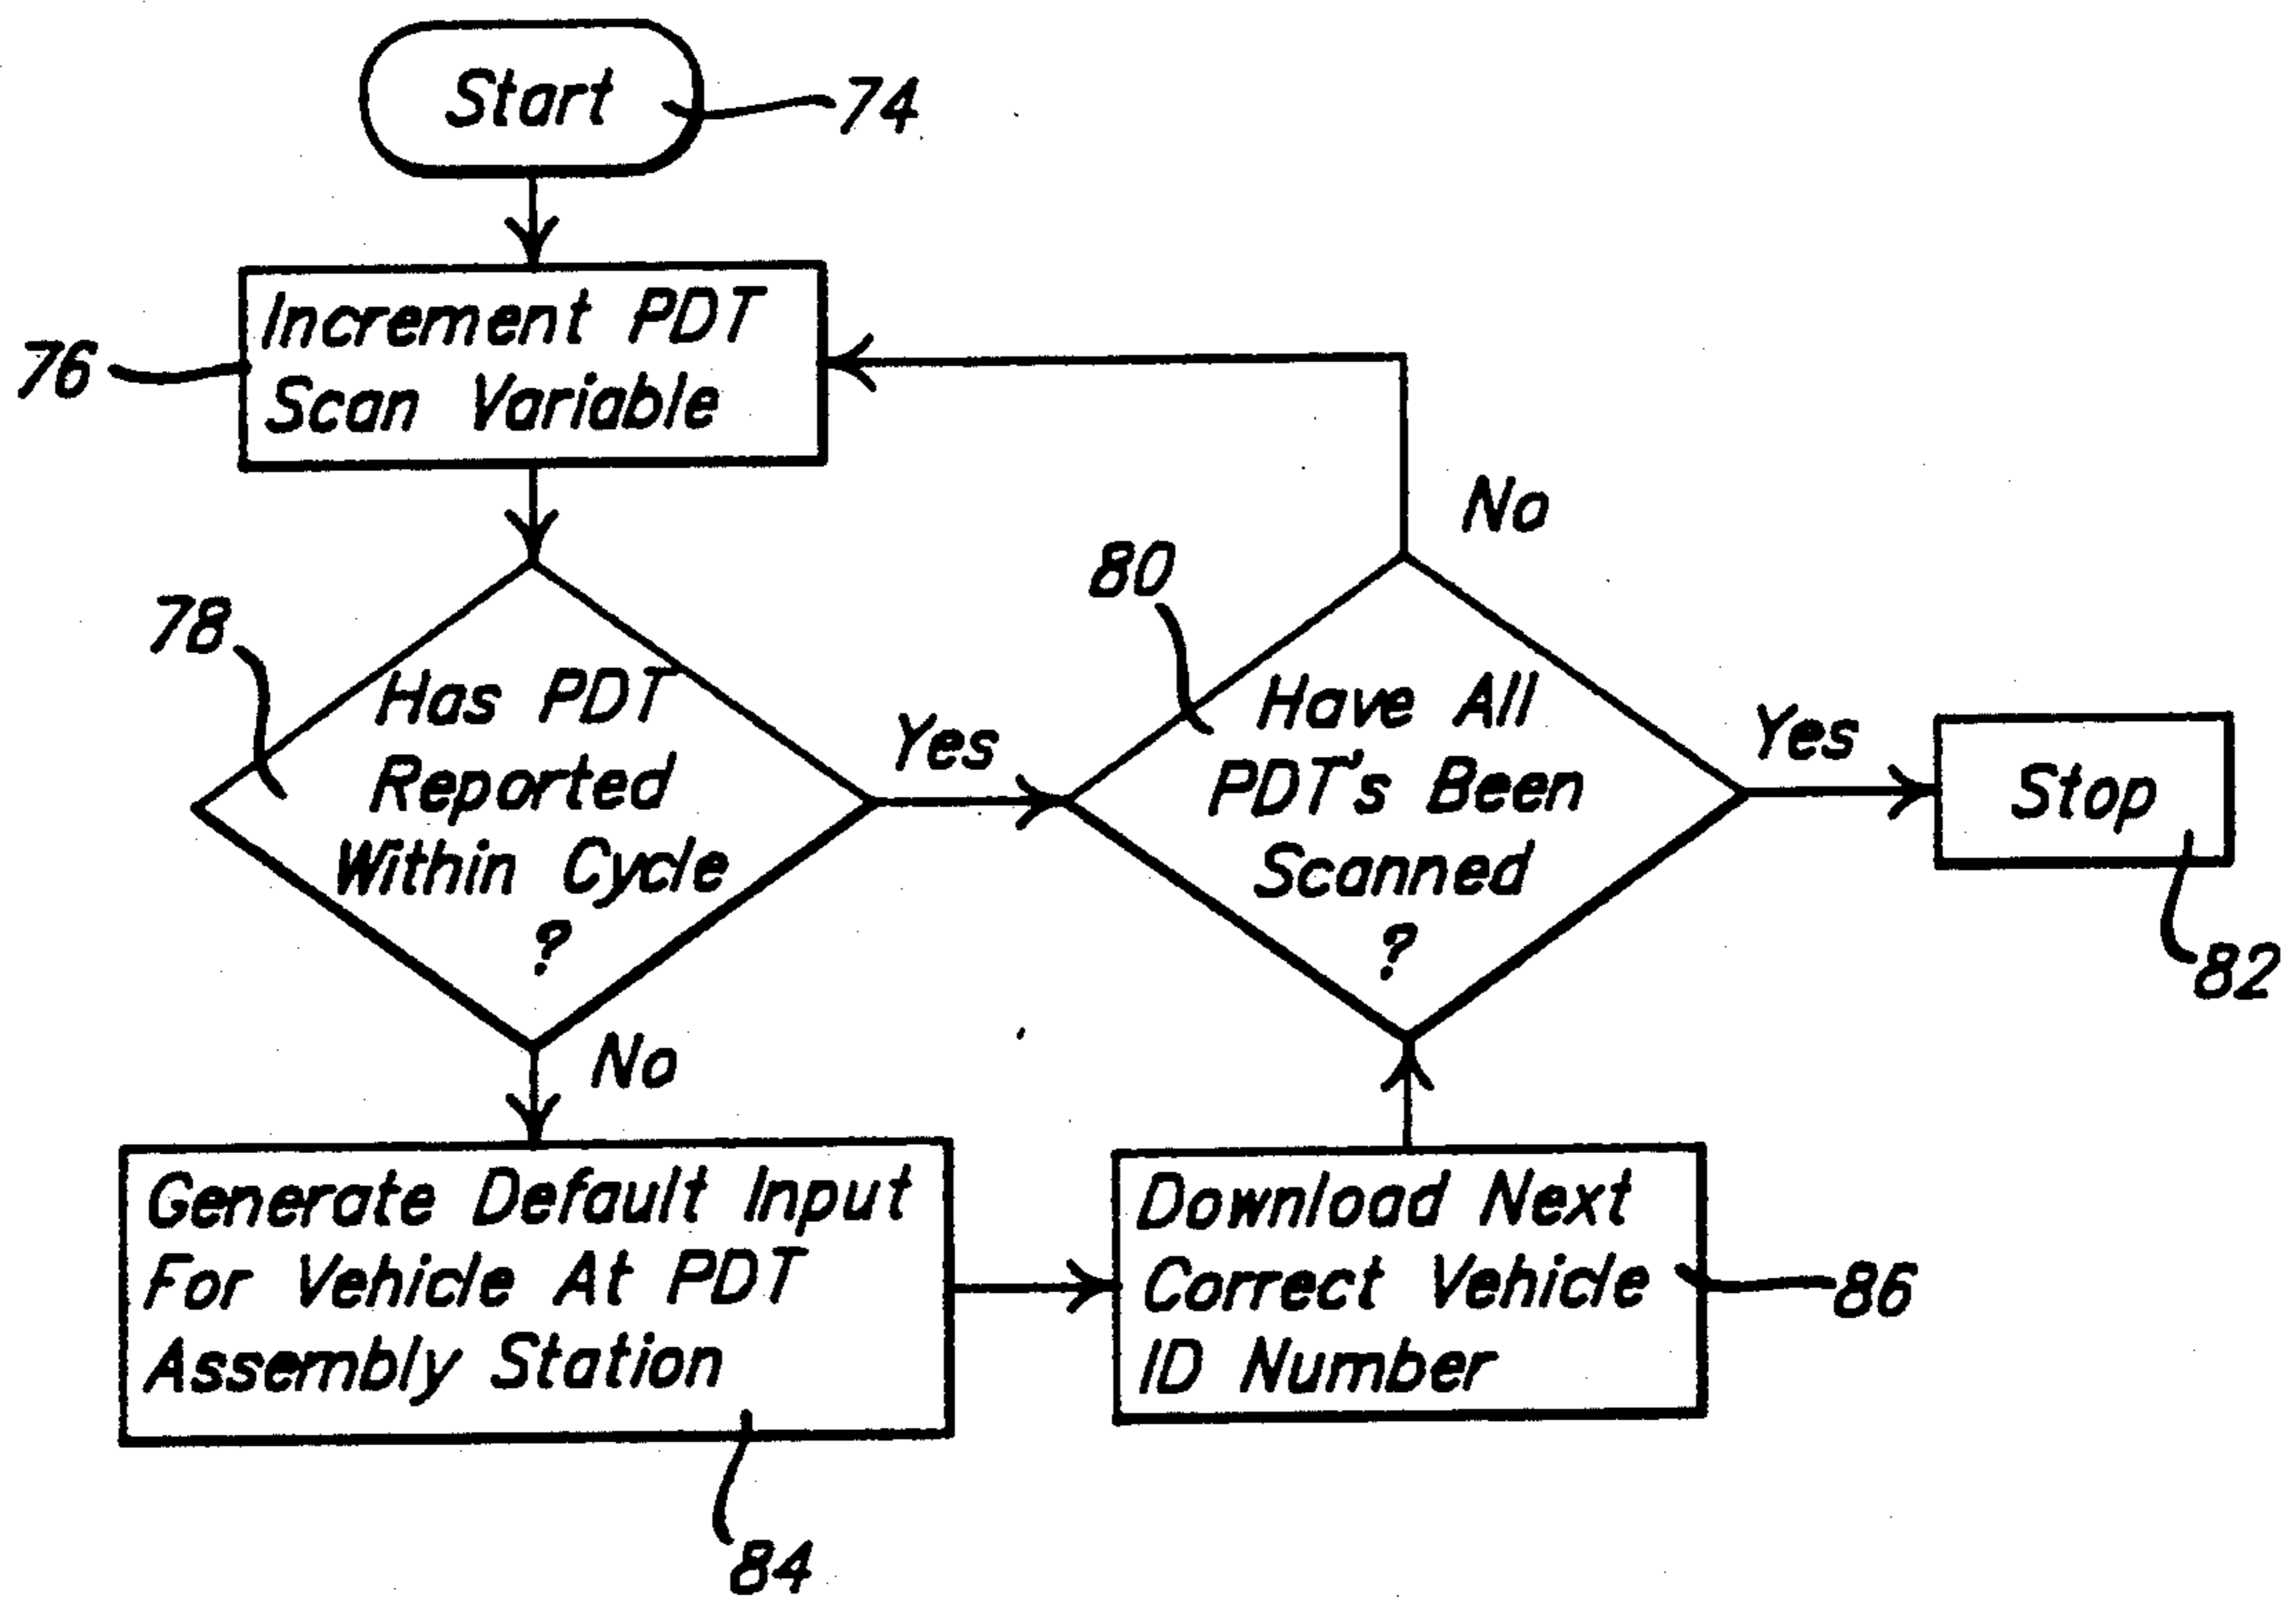 Start
74
Increment PDT
Scan Variable
76
No
80
78
Has PDT
Reported
Within Cycle
?
Yes
Have All
PDT's Been
Scanned
?
Yes
Stop
82
No
Generate Default Input
For Vehicle At PDT
Assembly Station
84
Download Next
Correct Vehicle
ID Number
86